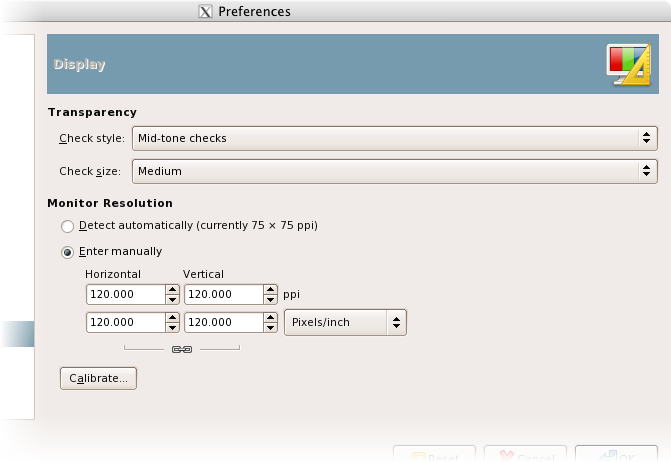 Preferences
Display
Transparency
Check style: Mid-tone checks
Check size: Medium
Monitor Resolution
Detect automatically (currently 75 × 75 ppi)
Enter manually
Horizontal Vertical
120.000 120.000 ppi
120.000 120.000 Pixels/inch
Calibrate...
Reset Cancel OK